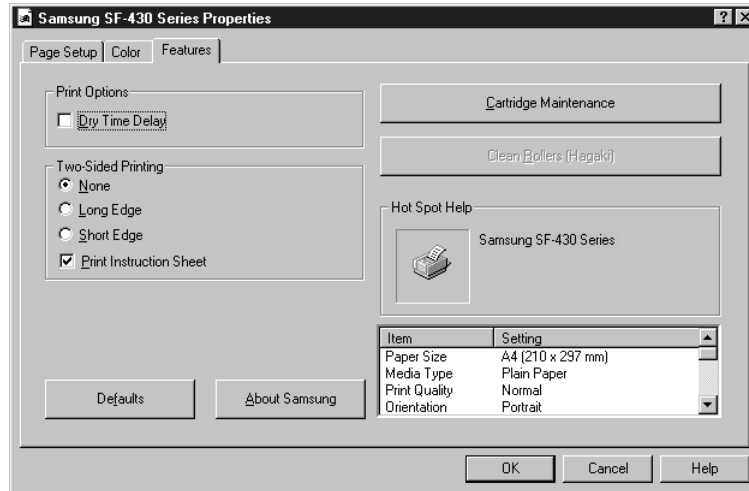 Samsung SF-430 Series Properties
Page Setup Color Features
Print Options
Dry Time Delay
Two-Sided Printing
None
Long Edge
Short Edge
Print Instruction Sheet
Defaults
About Samsung
Cartridge Maintenance
Clean Rollers (Hagaki)
Hot Spot Help
Samsung SF-430 Series
Item Setting
Paper Size A4 (210 x 297 mm)
Media Type Plain Paper
Print Quality Normal
Orientation Portrait
OK Cancel Help